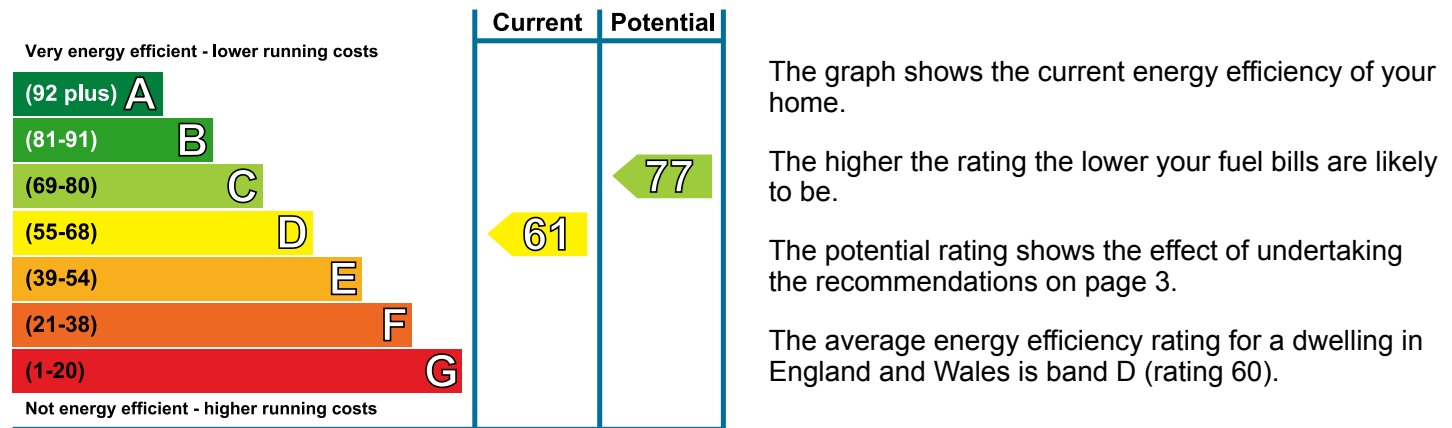 Current Potential
Very energy efficient - lower running costs
(92 plus) A
(81-91) B
(69-80) C
77
(55-68) D
61
(39-54) E
(21-38) F
(1-20) G
Not energy efficient - higher running costs
The graph shows the current energy efficiency of your
home.
The higher the rating the lower your fuel bills are likely
to be.
The potential rating shows the effect of undertaking
the recommendations on page 3.
The average energy efficiency rating for a dwelling in
England and Wales is band D (rating 60).